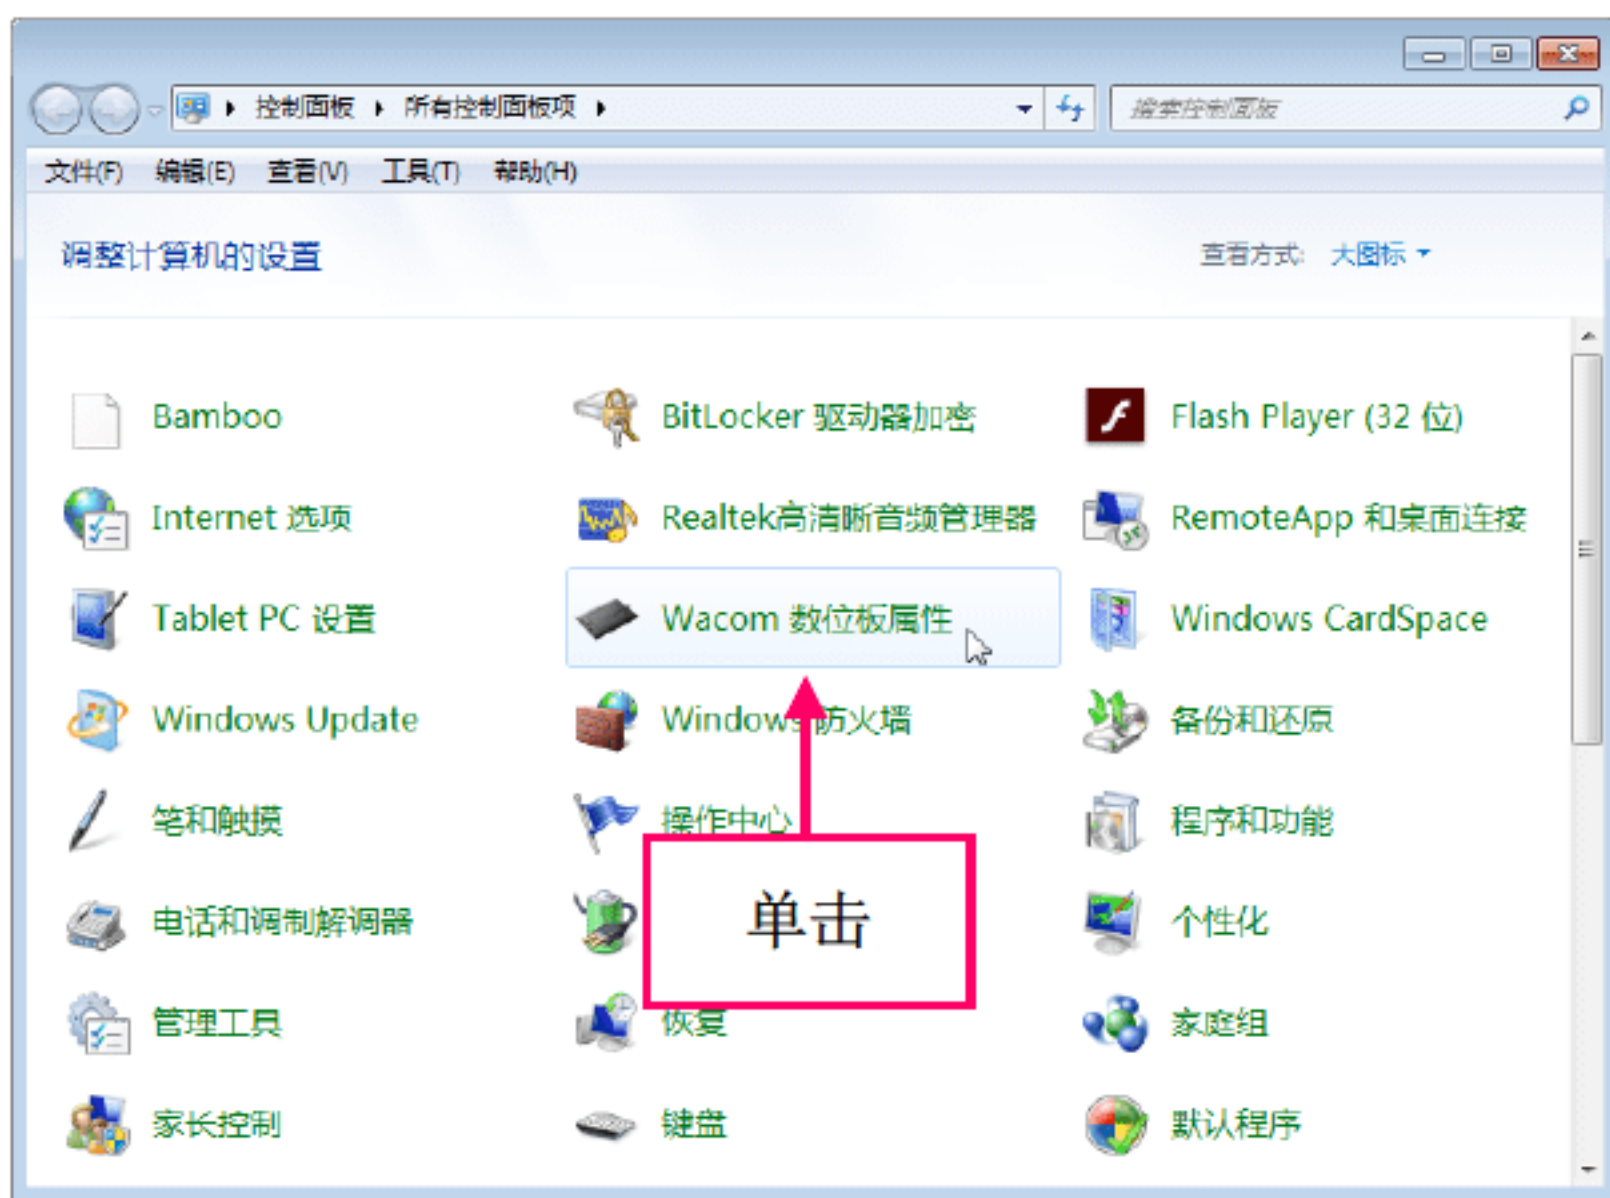 控制面板 所有控制面板项 搜索控制面板
文件(F) 编辑(E) 查看(V) 工具(T) 帮助(H)
调整计算机的设置 查看方式: 大图标
Bamboo BitLocker 驱动器加密 Flash Player (32 位)
Internet 选项 Realtek高清晰音频管理器 RemoteApp 和桌面连接
Tablet PC 设置 Wacom 数位板属性 Windows CardSpace
Windows Update Windows 防火墙 备份和还原
笔和触摸 操作中心 程序和功能
电话和调制解调器 单击 个性化
管理工具 恢复 家庭组
家长控制 键盘 默认程序